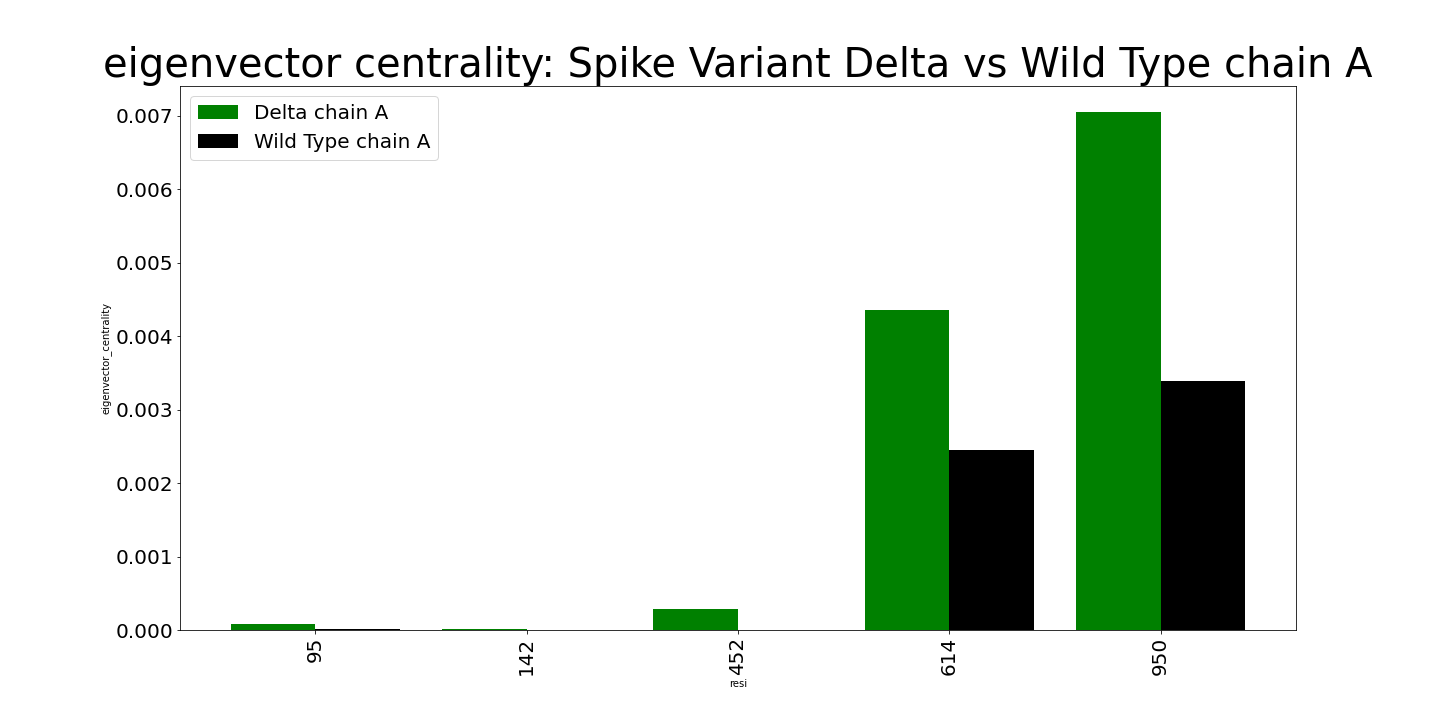 eigenvector centrality: Spike Variant Delta vs Wild Type chain A
Delta chain A
Wild Type chain A
eigenvector_centrality
0.007
0.006
0.005
0.004
0.003
0.002
0.001
0.000
95
142
452
614
950
resi